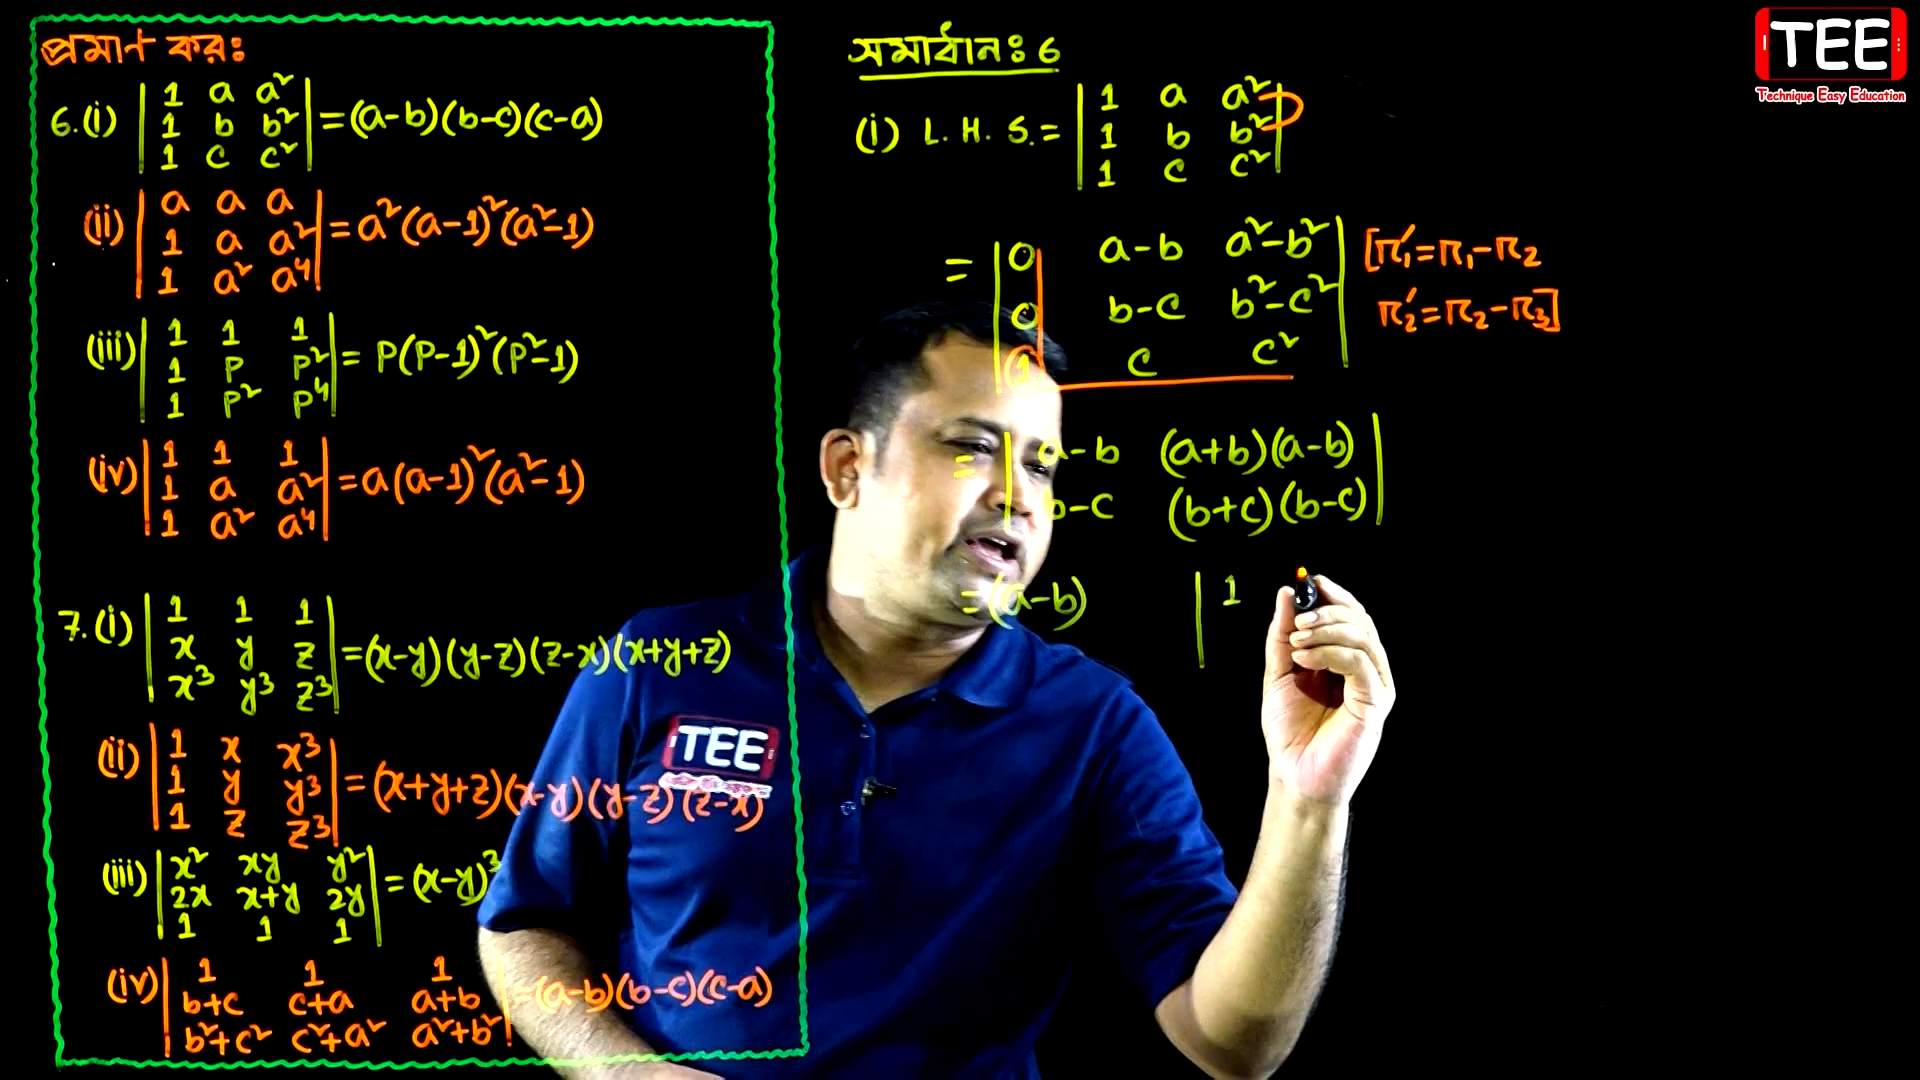 প্রমাণ কর:
6.(i) | 1 a a² | = (a-b)(b-c)(c-a)
| 1 b b² |
| 1 c c² |
(ii) | a a a | = a²(a-1)²(a²-1)
| 1 a a² |
| 1 a² a⁴ |
(iii) | 1 1 1 | = P(P-1)²(P²-1)
| 1 P P² |
| 1 P² P⁴ |
(iv) | 1 1 1 | = a(a-1)²(a²-1)
| 1 a a² |
| 1 a² a⁴ |
7.(i) | 1 1 1 | = (x-y)(y-z)(z-x)(x+y+z)
| x y z |
| x³ y³ z³ |
(ii) | 1 x x³ | = (x+y+z)(x-y)(y-z)(z-x)
| 1 y y³ |
| 1 z z³ |
(iii) | x² xy y² | = (x-y)³
| 2x x+y 2y |
| 1 1 1 |
(iv) | 1 1 1 | = (a-b)(b-c)(c-a)
| b+c c+a a+b |
| b²+c² c²+a² a²+b² |
সমাধান: 6
(i) L.H.S. = | 1 a a² |
| 1 b b² |
| 1 c c² |
= | 0 a-b a²-b² | [r₁′=r₁-r₂
| 0 b-c b²-c² | r₂′=r₂-r₃]
| 1 c c² |
= | a-b (a+b)(a-b) |
| b-c (b+c)(b-c) |
= (a-b) | 1
TEE
Technique Easy Education
TEE